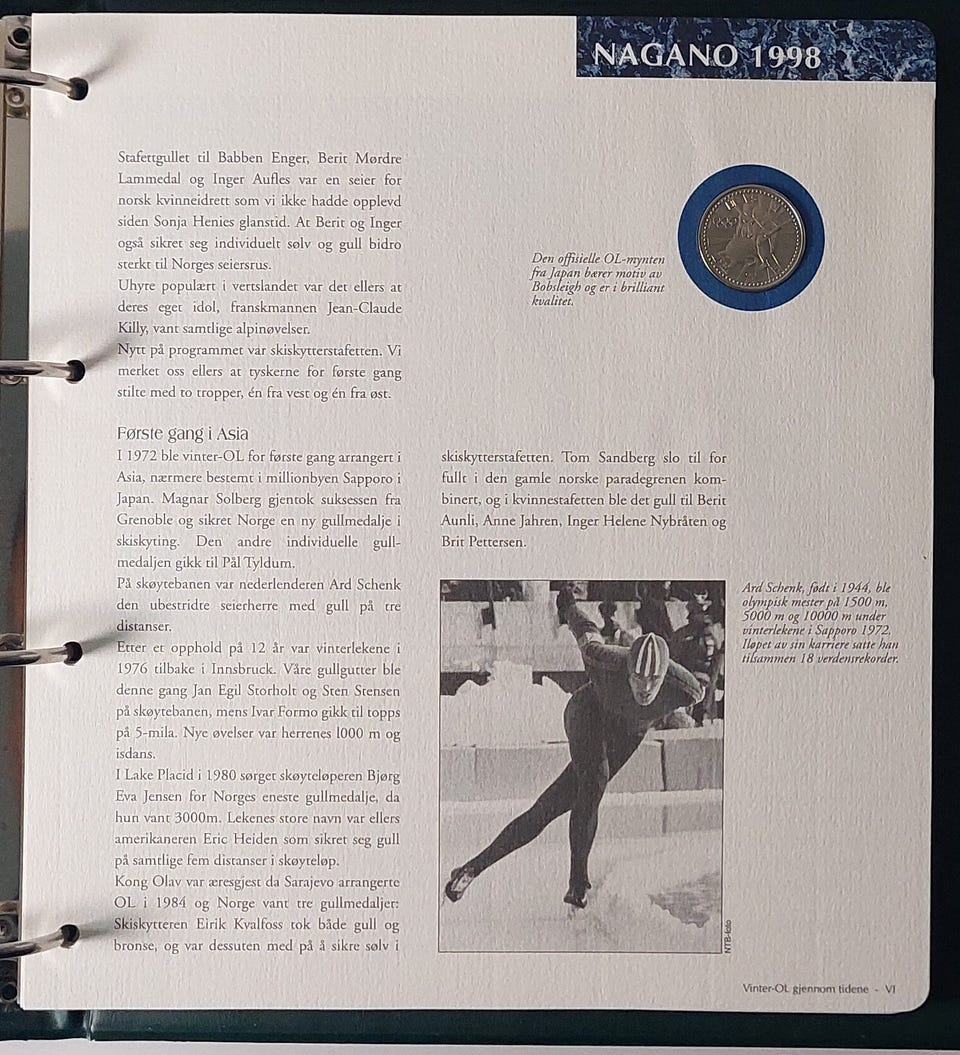 NAGANO 1998
Stafettgullet til Babben Enger, Berit Mørdre
Lammedal og Inger Aufles var en seier for
norsk kvinneidrett som vi ikke hadde opplevd
siden Sonja Henies glanstid. At Berit og Inger
også sikret seg individuelt sølv og gull bidro
sterkt til Norges seiersrus.
Uhyre populært i vertslandet var det ellers at
deres eget idol, franskmannen Jean-Claude
Killy, vant samtlige alpinøvelser.
Nytt på programmet var skiskytterstafetten. Vi
merket oss ellers at tyskerne for første gang
stilte med to tropper, én fra vest og én fra øst.
Den offisielle OL-mynten
fra Japan bærer motiv av
Bobsleigh og er i brilliant
kvalitet.
Første gang i Asia
I 1972 ble vinter-OL for første gang arrangert i
Asia, nærmere bestemt i millionbyen Sapporo i
Japan. Magnar Solberg gjentok suksessen fra
Grenoble og sikret Norge en ny gullmedalje i
skiskyting. Den andre individuelle gull-
medaljen gikk til Pål Tyldum.
På skøytebanen var nederlenderen Ard Schenk
den ubestridte seierherre med gull på tre
distanser.
Etter et opphold på 12 år var vinterlekene i
1976 tilbake i Innsbruck. Våre gullgutter ble
denne gang Jan Egil Storholt og Sten Stensen
på skøytebanen, mens Ivar Formo gikk til topps
på 5-mila. Nye øvelser var herrenes 1000 m og
isdans.
I Lake Placid i 1980 sørget skøyteløperen Bjørg
Eva Jensen for Norges eneste gullmedalje, da
hun vant 3000m. Lekenes store navn var ellers
amerikaneren Eric Heiden som sikret seg gull
på samtlige fem distanser i skøyteløp.
Kong Olav var æresgjest da Sarajevo arrangerte
OL i 1984 og Norge vant tre gullmedaljer:
Skiskytteren Eirik Kvalfoss tok både gull og
bronse, og var dessuten med på å sikre sølv i
skiskytterstafetten. Tom Sandberg slo til for
fullt i den gamle norske paradegrenen kom-
binert, og i kvinnestafetten ble det gull til Berit
Aunli, Anne Jahren, Inger Helene Nybråten og
Brit Pettersen.
Ard Schenk, født i 1944, ble
olympisk mester på 1500 m,
5000 m og 10000 m under
vinterlekene i Sapporo 1972.
Iløpet av sin karriere satte han
tilsammen 18 verdensrekorder.
NTB-foto
Vinter-OL gjennom tidene - VI